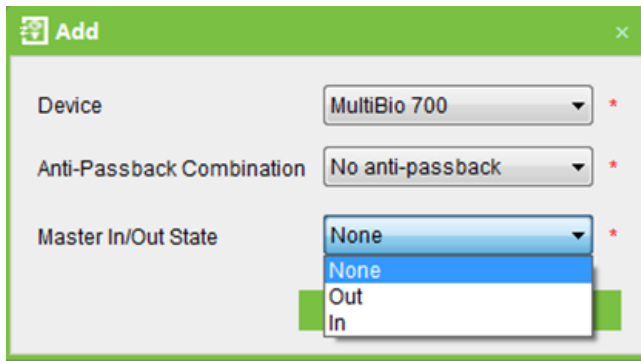 Add
Device MultiBio 700 *
Anti-Passback Combination No anti-passback *
Master In/Out State None *
None
Out
In